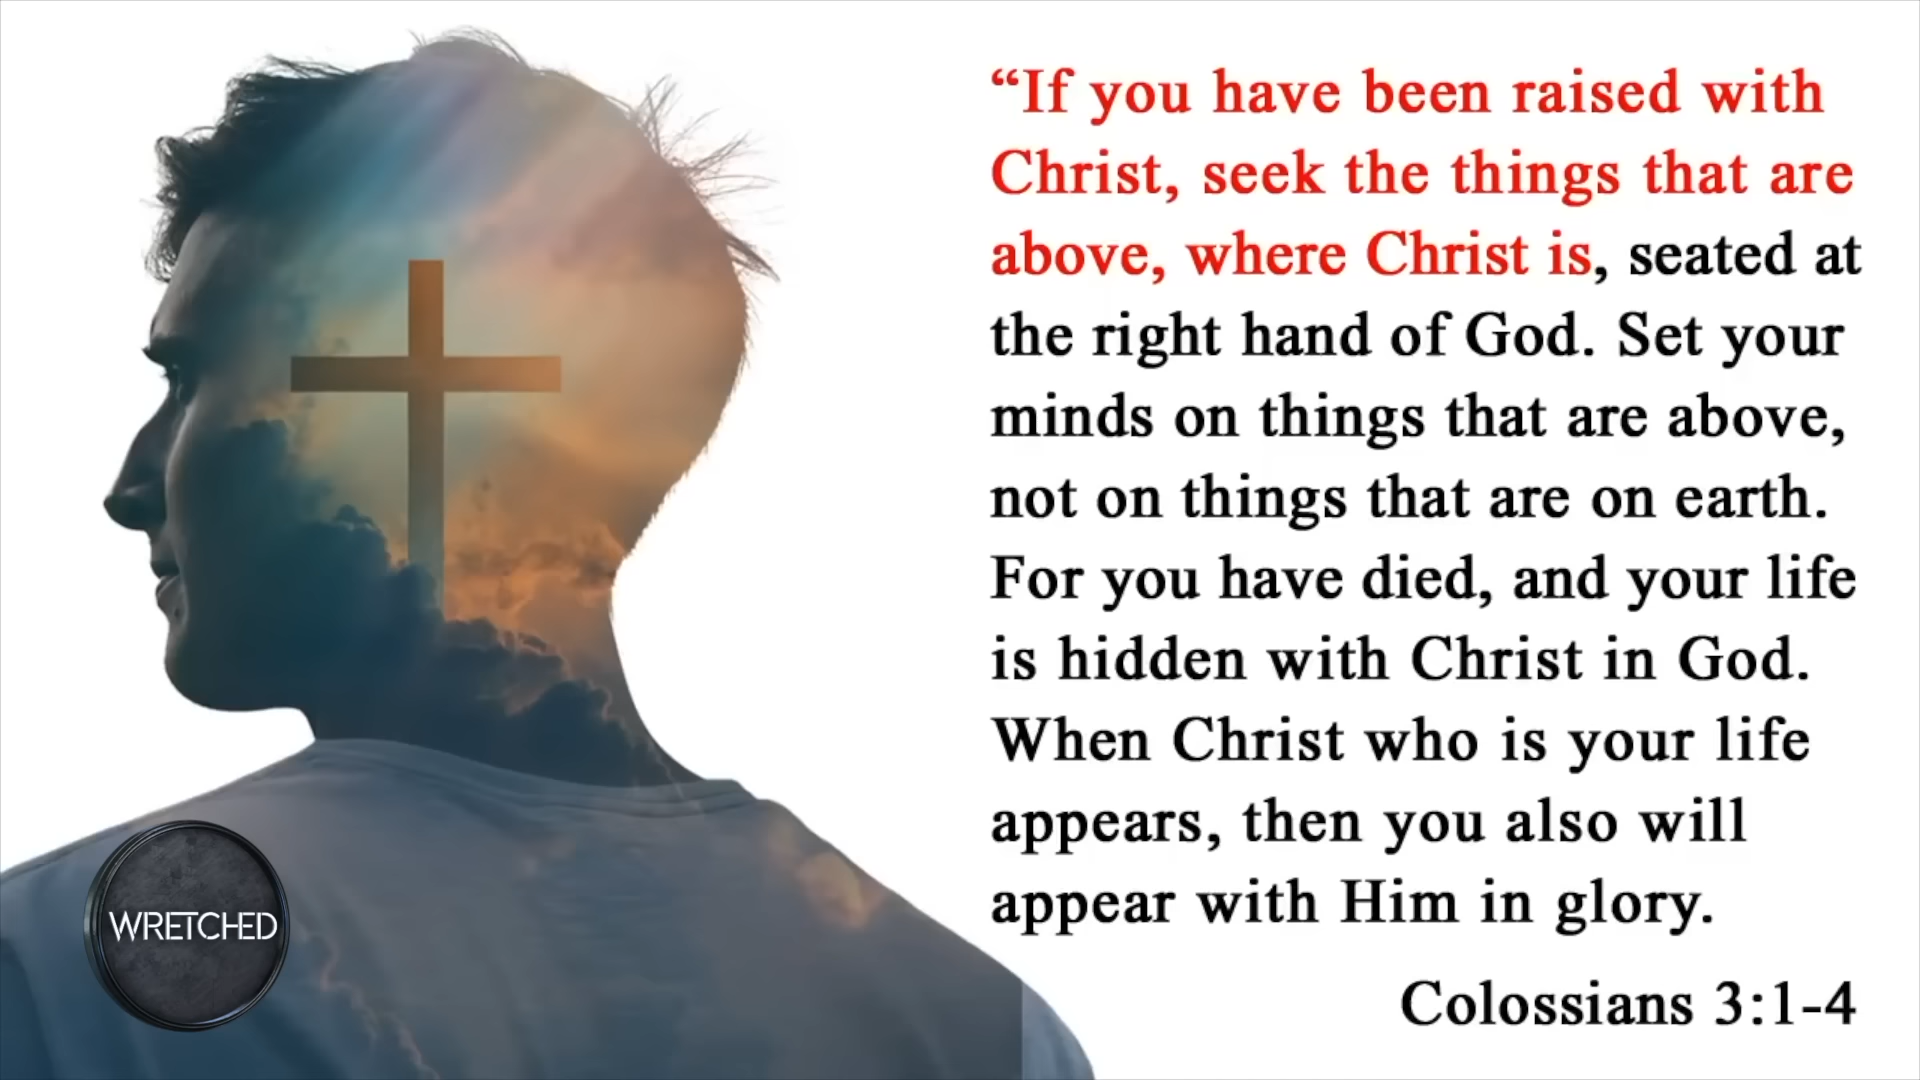 “If you have been raised with
Christ, seek the things that are
above, where Christ is, seated at
the right hand of God. Set your
minds on things that are above,
not on things that are on earth.
For you have died, and your life
is hidden with Christ in God.
When Christ who is your life
appears, then you also will
appear with Him in glory.
Colossians 3:1-4
WRETCHED